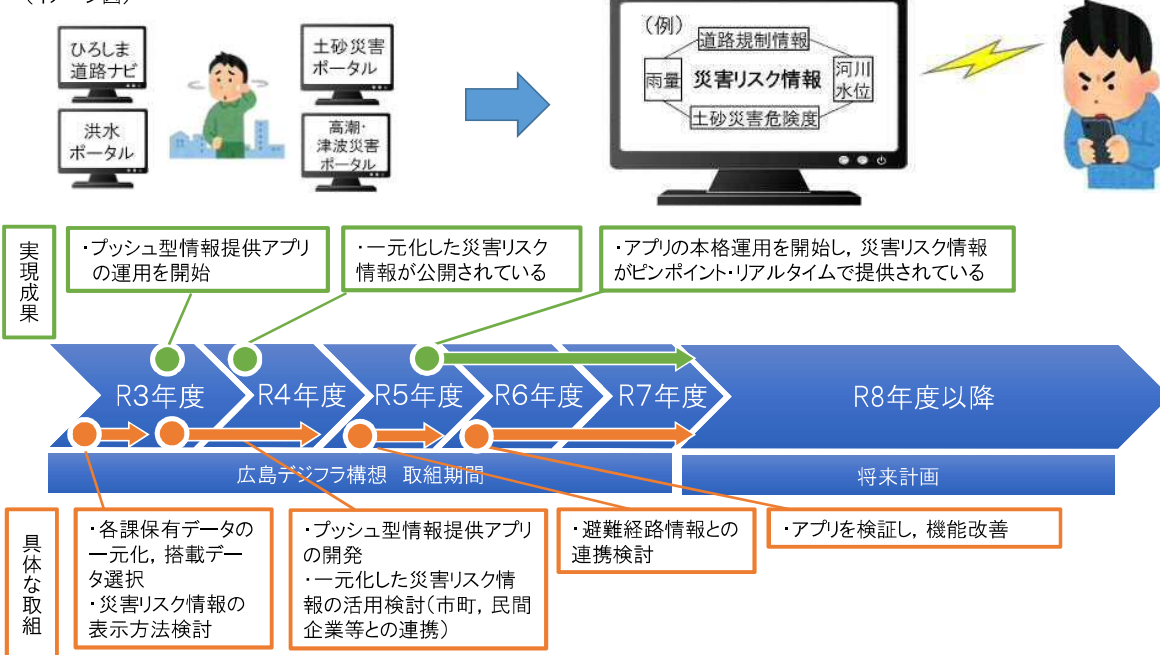 (イメージ図)
ひろしま
道路ナビ
土砂災害
ポータル
洪水
ポータル
高潮・
津波災害
ポータル
(例)
道路規制情報
雨量
災害リスク情報
河川
水位
土砂災害危険度
実現成果
・プッシュ型情報提供アプリ
の運用を開始
・一元化した災害リスク
情報が公開されている
・アプリの本格運用を開始し,災害リスク情報
がピンポイント・リアルタイムで提供されている
R3年度
R4年度
R5年度
R6年度
R7年度
R8年度以降
広島デジフラ構想 取組期間
将来計画
具体な取組
・各課保有データの
一元化,搭載デー
タ選択
・災害リスク情報の
表示方法検討
・プッシュ型情報提供アプリ
の開発
・一元化した災害リスク情
報の活用検討(市町,民間
企業等との連携)
・避難経路情報との
連携検討
・アプリを検証し,機能改善